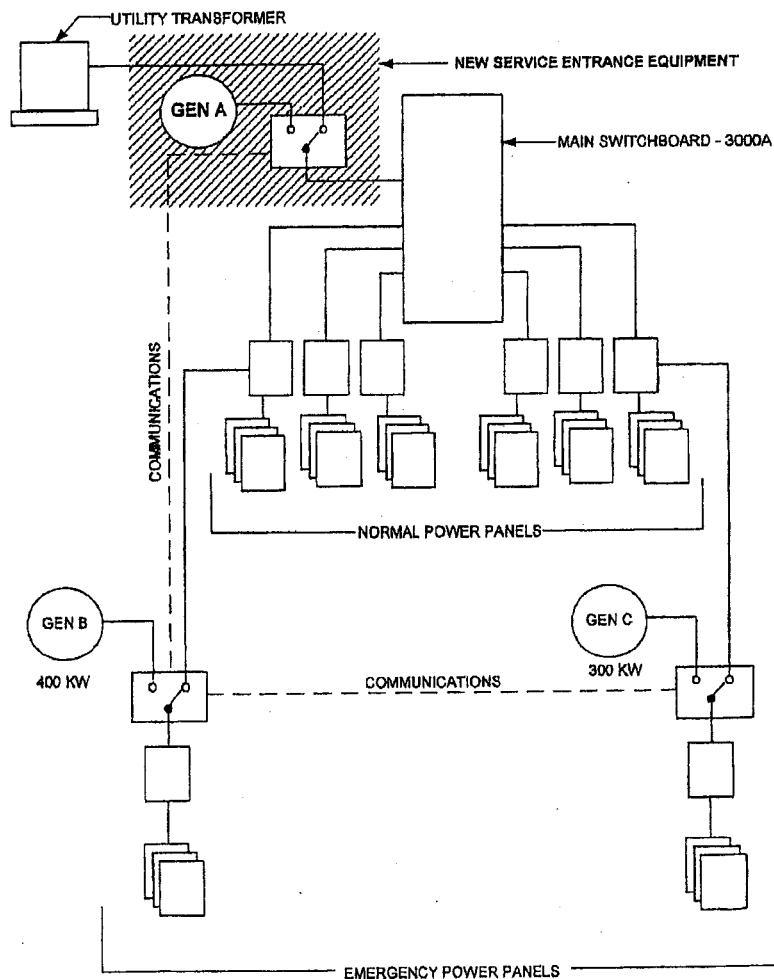 UTILITY TRANSFORMER
NEW SERVICE ENTRANCE EQUIPMENT
GEN A
MAIN SWITCHBOARD - 3000A
COMMUNICATIONS
NORMAL POWER PANELS
GEN B
400 KW
GEN C
300 KW
COMMUNICATIONS
EMERGENCY POWER PANELS